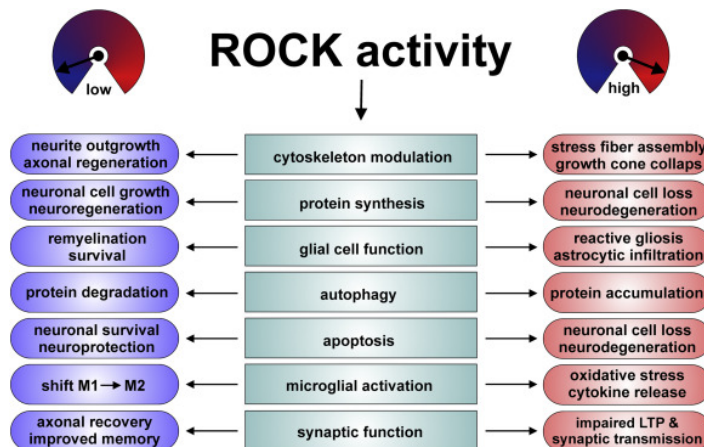 ROCK activity
low
high
neurite outgrowth
axonal regeneration
cytoskeleton modulation
stress fiber assembly
growth cone collaps
neuronal cell growth
neuroregeneration
protein synthesis
neuronal cell loss
neurodegeneration
remyelination
survival
glial cell function
reactive gliosis
astrocytic infiltration
protein degradation
autophagy
protein accumulation
neuronal survival
neuroprotection
apoptosis
neuronal cell loss
neurodegeneration
shift M1 → M2
microglial activation
oxidative stress
cytokine release
axonal recovery
improved memory
synaptic function
impaired LTP &
synaptic transmission